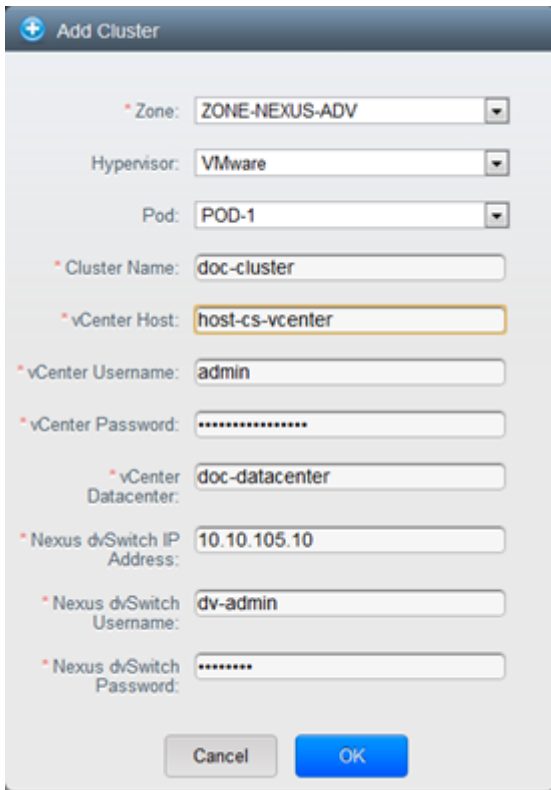 Add Cluster
* Zone: ZONE-NEXUS-ADV
Hypervisor: VMware
Pod: POD-1
* Cluster Name: doc-cluster
* vCenter Host: host-cs-vcenter
* vCenter Username: admin
* vCenter Password: ••••••••••••••••
* vCenter
Datacenter: doc-datacenter
* Nexus dvSwitch IP
Address: 10.10.105.10
* Nexus dvSwitch
Username: dv-admin
* Nexus dvSwitch
Password: ••••••••
Cancel OK